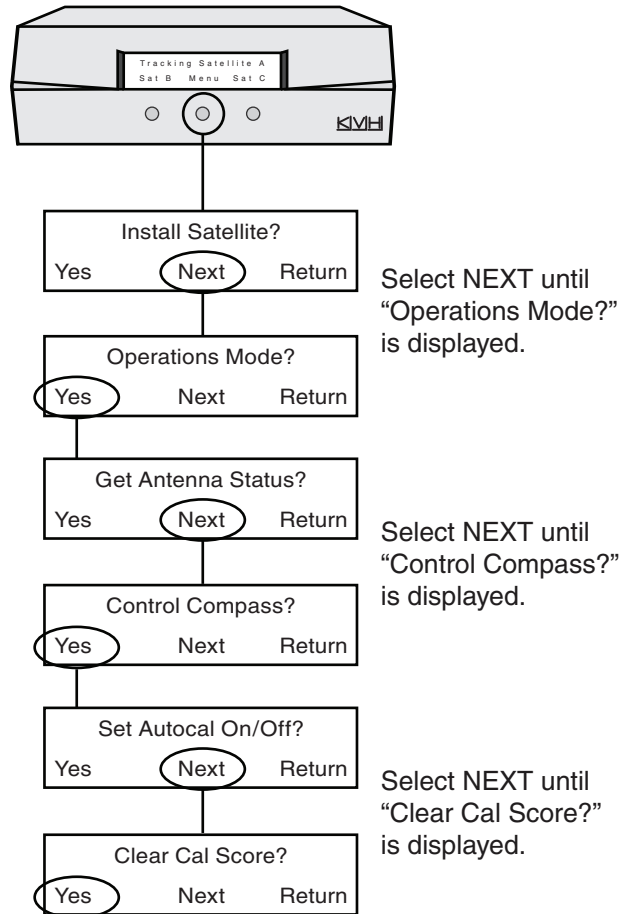 Tracking Satellite A
Sat B Menu Sat C
KVH
Install Satellite?
Yes Next Return
Select NEXT until
“Operations Mode?”
is displayed.
Operations Mode?
Yes Next Return
Get Antenna Status?
Yes Next Return
Select NEXT until
“Control Compass?”
is displayed.
Control Compass?
Yes Next Return
Set Autocal On/Off?
Yes Next Return
Select NEXT until
“Clear Cal Score?”
is displayed.
Clear Cal Score?
Yes Next Return